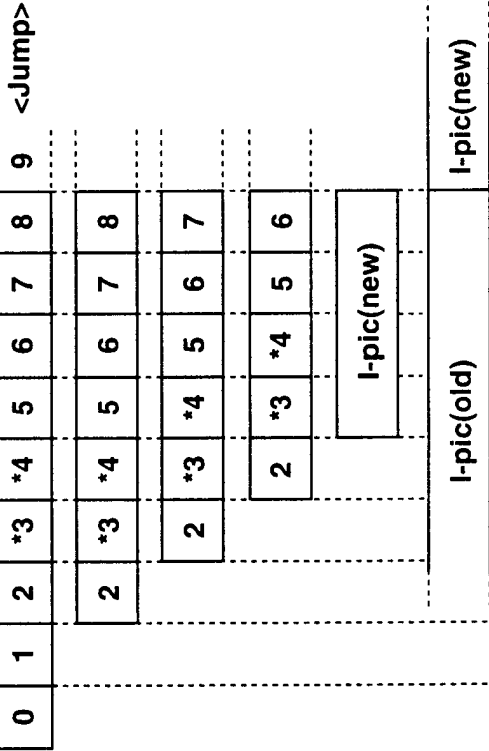 0 1 2 *3 *4 5 6 7 8 9 <Jump>
2 *3 *4 5 6 7 8
2 *3 *4 5 6 7
2 *3 *4 5 6
I-pic(new)
I-pic(old) I-pic(new)